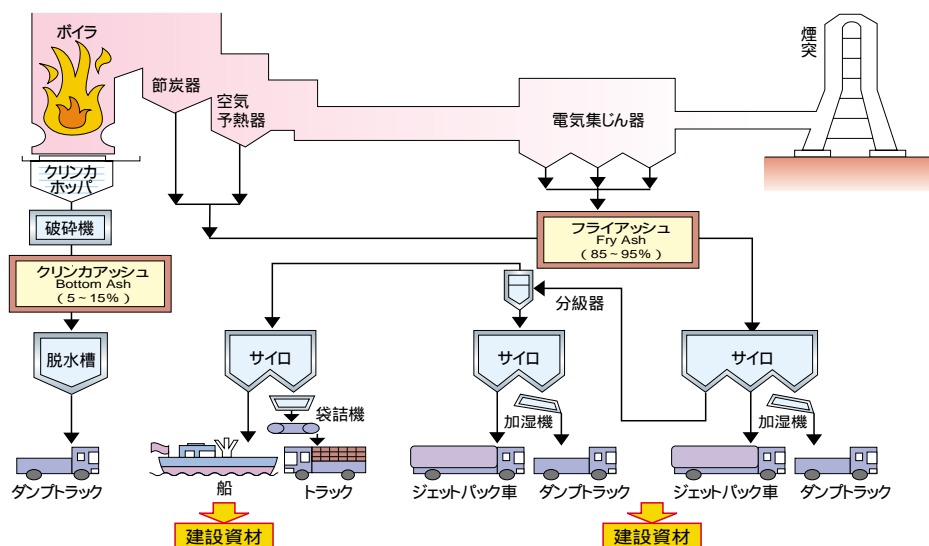 ボイラ
節炭器
空気
予熱器
電気集じん器
煙突
クリンカ
ホッパ
破砕機
クリンカアッシュ
Bottom Ash
(5~15%)
フライアッシュ
Fry Ash
(85~95%)
分級器
脱水槽
サイロ
サイロ
サイロ
袋詰機
加湿機
加湿機
ダンプトラック
船
トラック
ジェットパック車
ダンプトラック
ジェットパック車
ダンプトラック
建設資材
建設資材